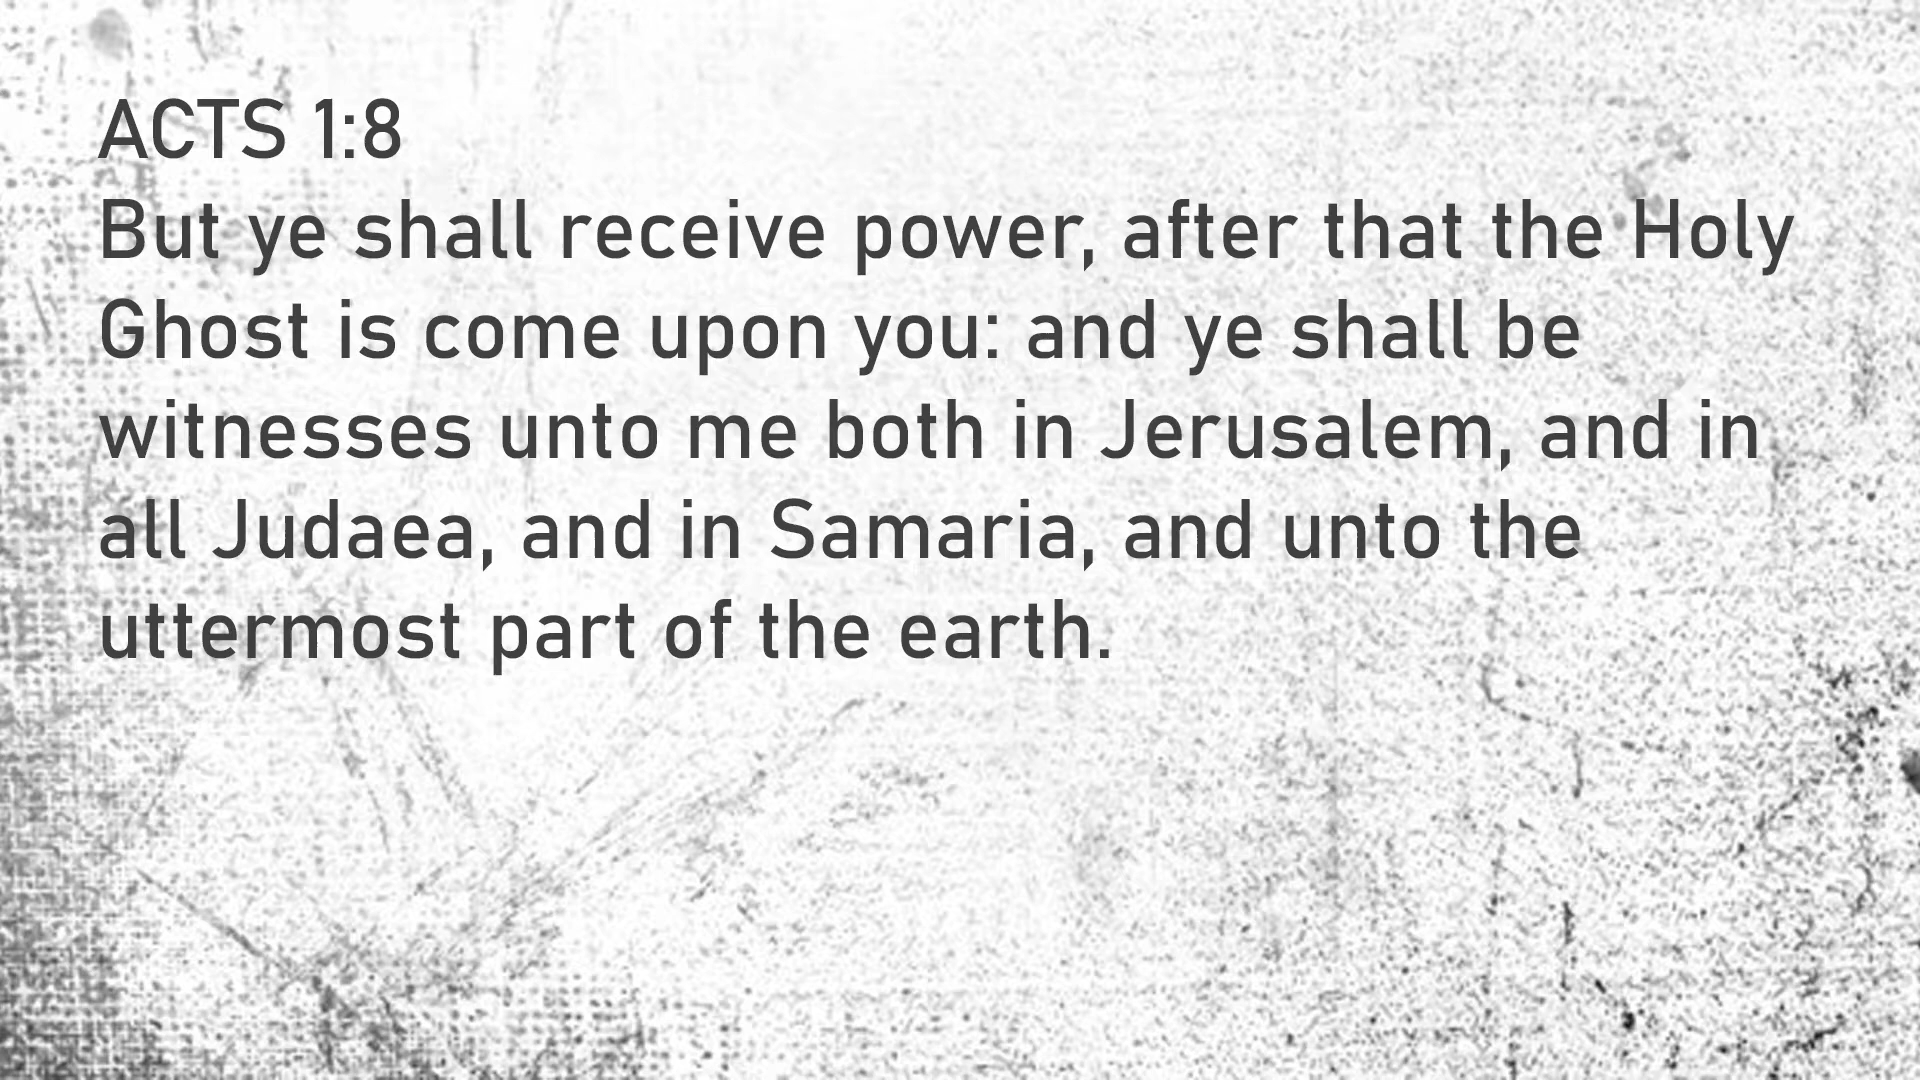 ACTS 1:8
But ye shall receive power, after that the Holy
Ghost is come upon you: and ye shall be
witnesses unto me both in Jerusalem, and in
all Judaea, and in Samaria, and unto the
uttermost part of the earth.